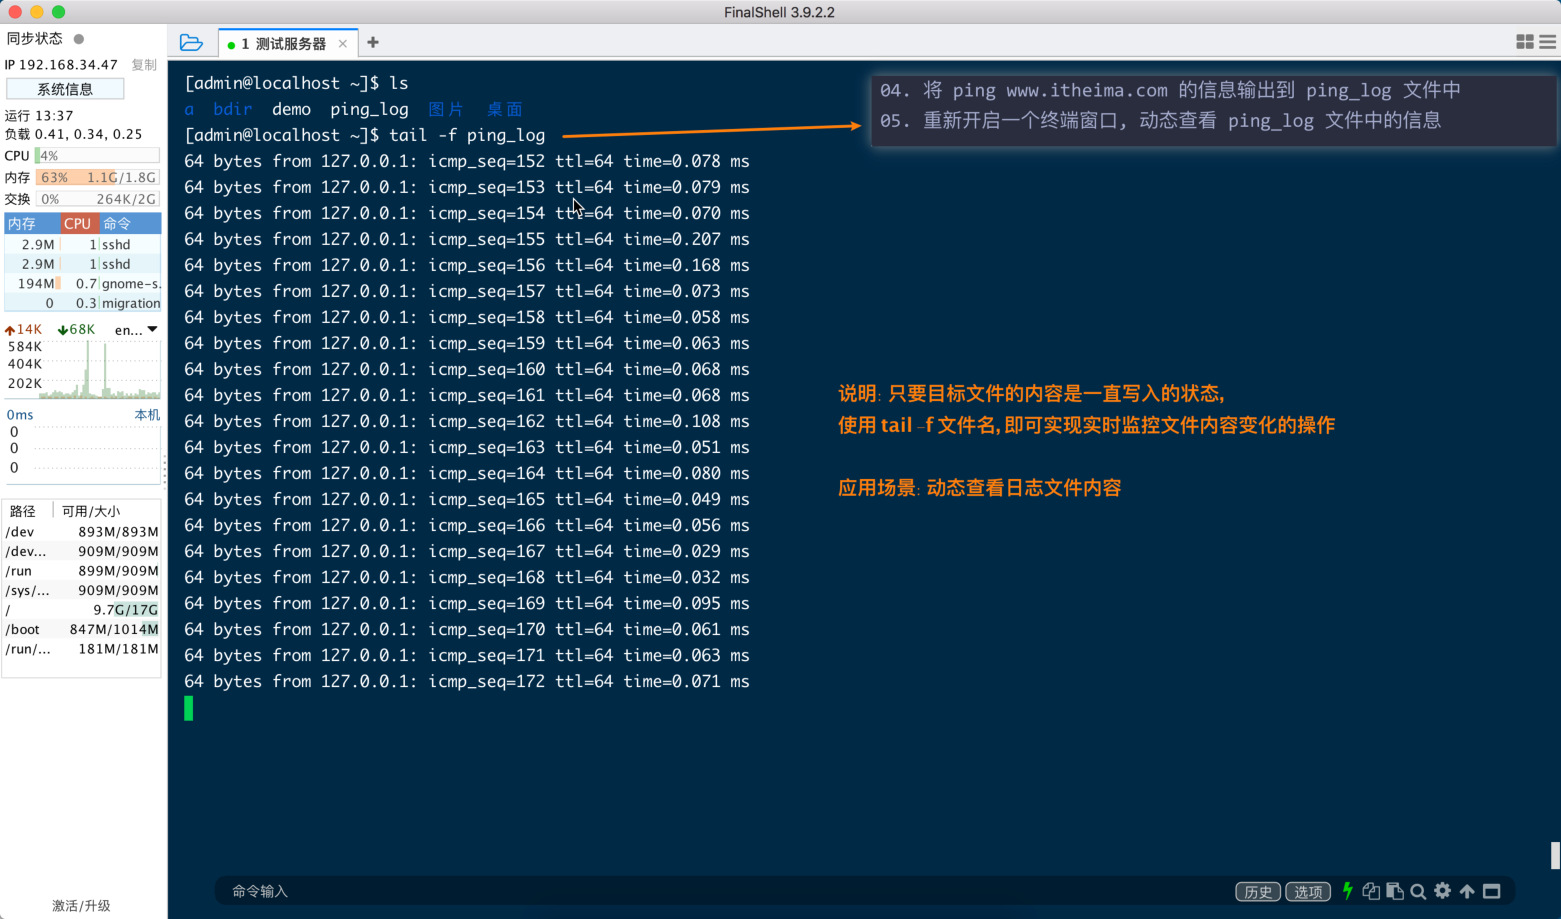 FinalShell 3.9.2.2
同步状态
IP 192.168.34.47 复制
系统信息
运行 13:37
负载 0.41, 0.34, 0.25
CPU 4%
内存 63% 1.1G/1.8G
交换 0% 264K/2G
内存 CPU 命令
2.9M 1 sshd
2.9M 1 sshd
194M 0.7 gnome-s.
0 0.3 migration
14K 68K en...
584K
404K
202K
0ms 本机
0
0
0
路径 可用/大小
/dev 893M/893M
/dev... 909M/909M
/run 899M/909M
/sys/... 909M/909M
/ 9.7G/17G
/boot 847M/1014M
/run/... 181M/181M
激活/升级
1 测试服务器
[admin@localhost ~]$ ls
a bdir demo ping_log 图片 桌面
[admin@localhost ~]$ tail -f ping_log
64 bytes from 127.0.0.1: icmp_seq=152 ttl=64 time=0.078 ms
64 bytes from 127.0.0.1: icmp_seq=153 ttl=64 time=0.079 ms
64 bytes from 127.0.0.1: icmp_seq=154 ttl=64 time=0.070 ms
64 bytes from 127.0.0.1: icmp_seq=155 ttl=64 time=0.207 ms
64 bytes from 127.0.0.1: icmp_seq=156 ttl=64 time=0.168 ms
64 bytes from 127.0.0.1: icmp_seq=157 ttl=64 time=0.073 ms
64 bytes from 127.0.0.1: icmp_seq=158 ttl=64 time=0.058 ms
64 bytes from 127.0.0.1: icmp_seq=159 ttl=64 time=0.063 ms
64 bytes from 127.0.0.1: icmp_seq=160 ttl=64 time=0.068 ms
64 bytes from 127.0.0.1: icmp_seq=161 ttl=64 time=0.068 ms
64 bytes from 127.0.0.1: icmp_seq=162 ttl=64 time=0.108 ms
64 bytes from 127.0.0.1: icmp_seq=163 ttl=64 time=0.051 ms
64 bytes from 127.0.0.1: icmp_seq=164 ttl=64 time=0.080 ms
64 bytes from 127.0.0.1: icmp_seq=165 ttl=64 time=0.049 ms
64 bytes from 127.0.0.1: icmp_seq=166 ttl=64 time=0.056 ms
64 bytes from 127.0.0.1: icmp_seq=167 ttl=64 time=0.029 ms
64 bytes from 127.0.0.1: icmp_seq=168 ttl=64 time=0.032 ms
64 bytes from 127.0.0.1: icmp_seq=169 ttl=64 time=0.095 ms
64 bytes from 127.0.0.1: icmp_seq=170 ttl=64 time=0.061 ms
64 bytes from 127.0.0.1: icmp_seq=171 ttl=64 time=0.063 ms
64 bytes from 127.0.0.1: icmp_seq=172 ttl=64 time=0.071 ms
04. 将 ping www.itheima.com 的信息输出到 ping_log 文件中
05. 重新开启一个终端窗口, 动态查看 ping_log 文件中的信息
说明: 只要目标文件的内容是一直写入的状态,
使用 tail -f 文件名, 即可实现实时监控文件内容变化的操作
应用场景: 动态查看日志文件内容
命令输入
历史 选项